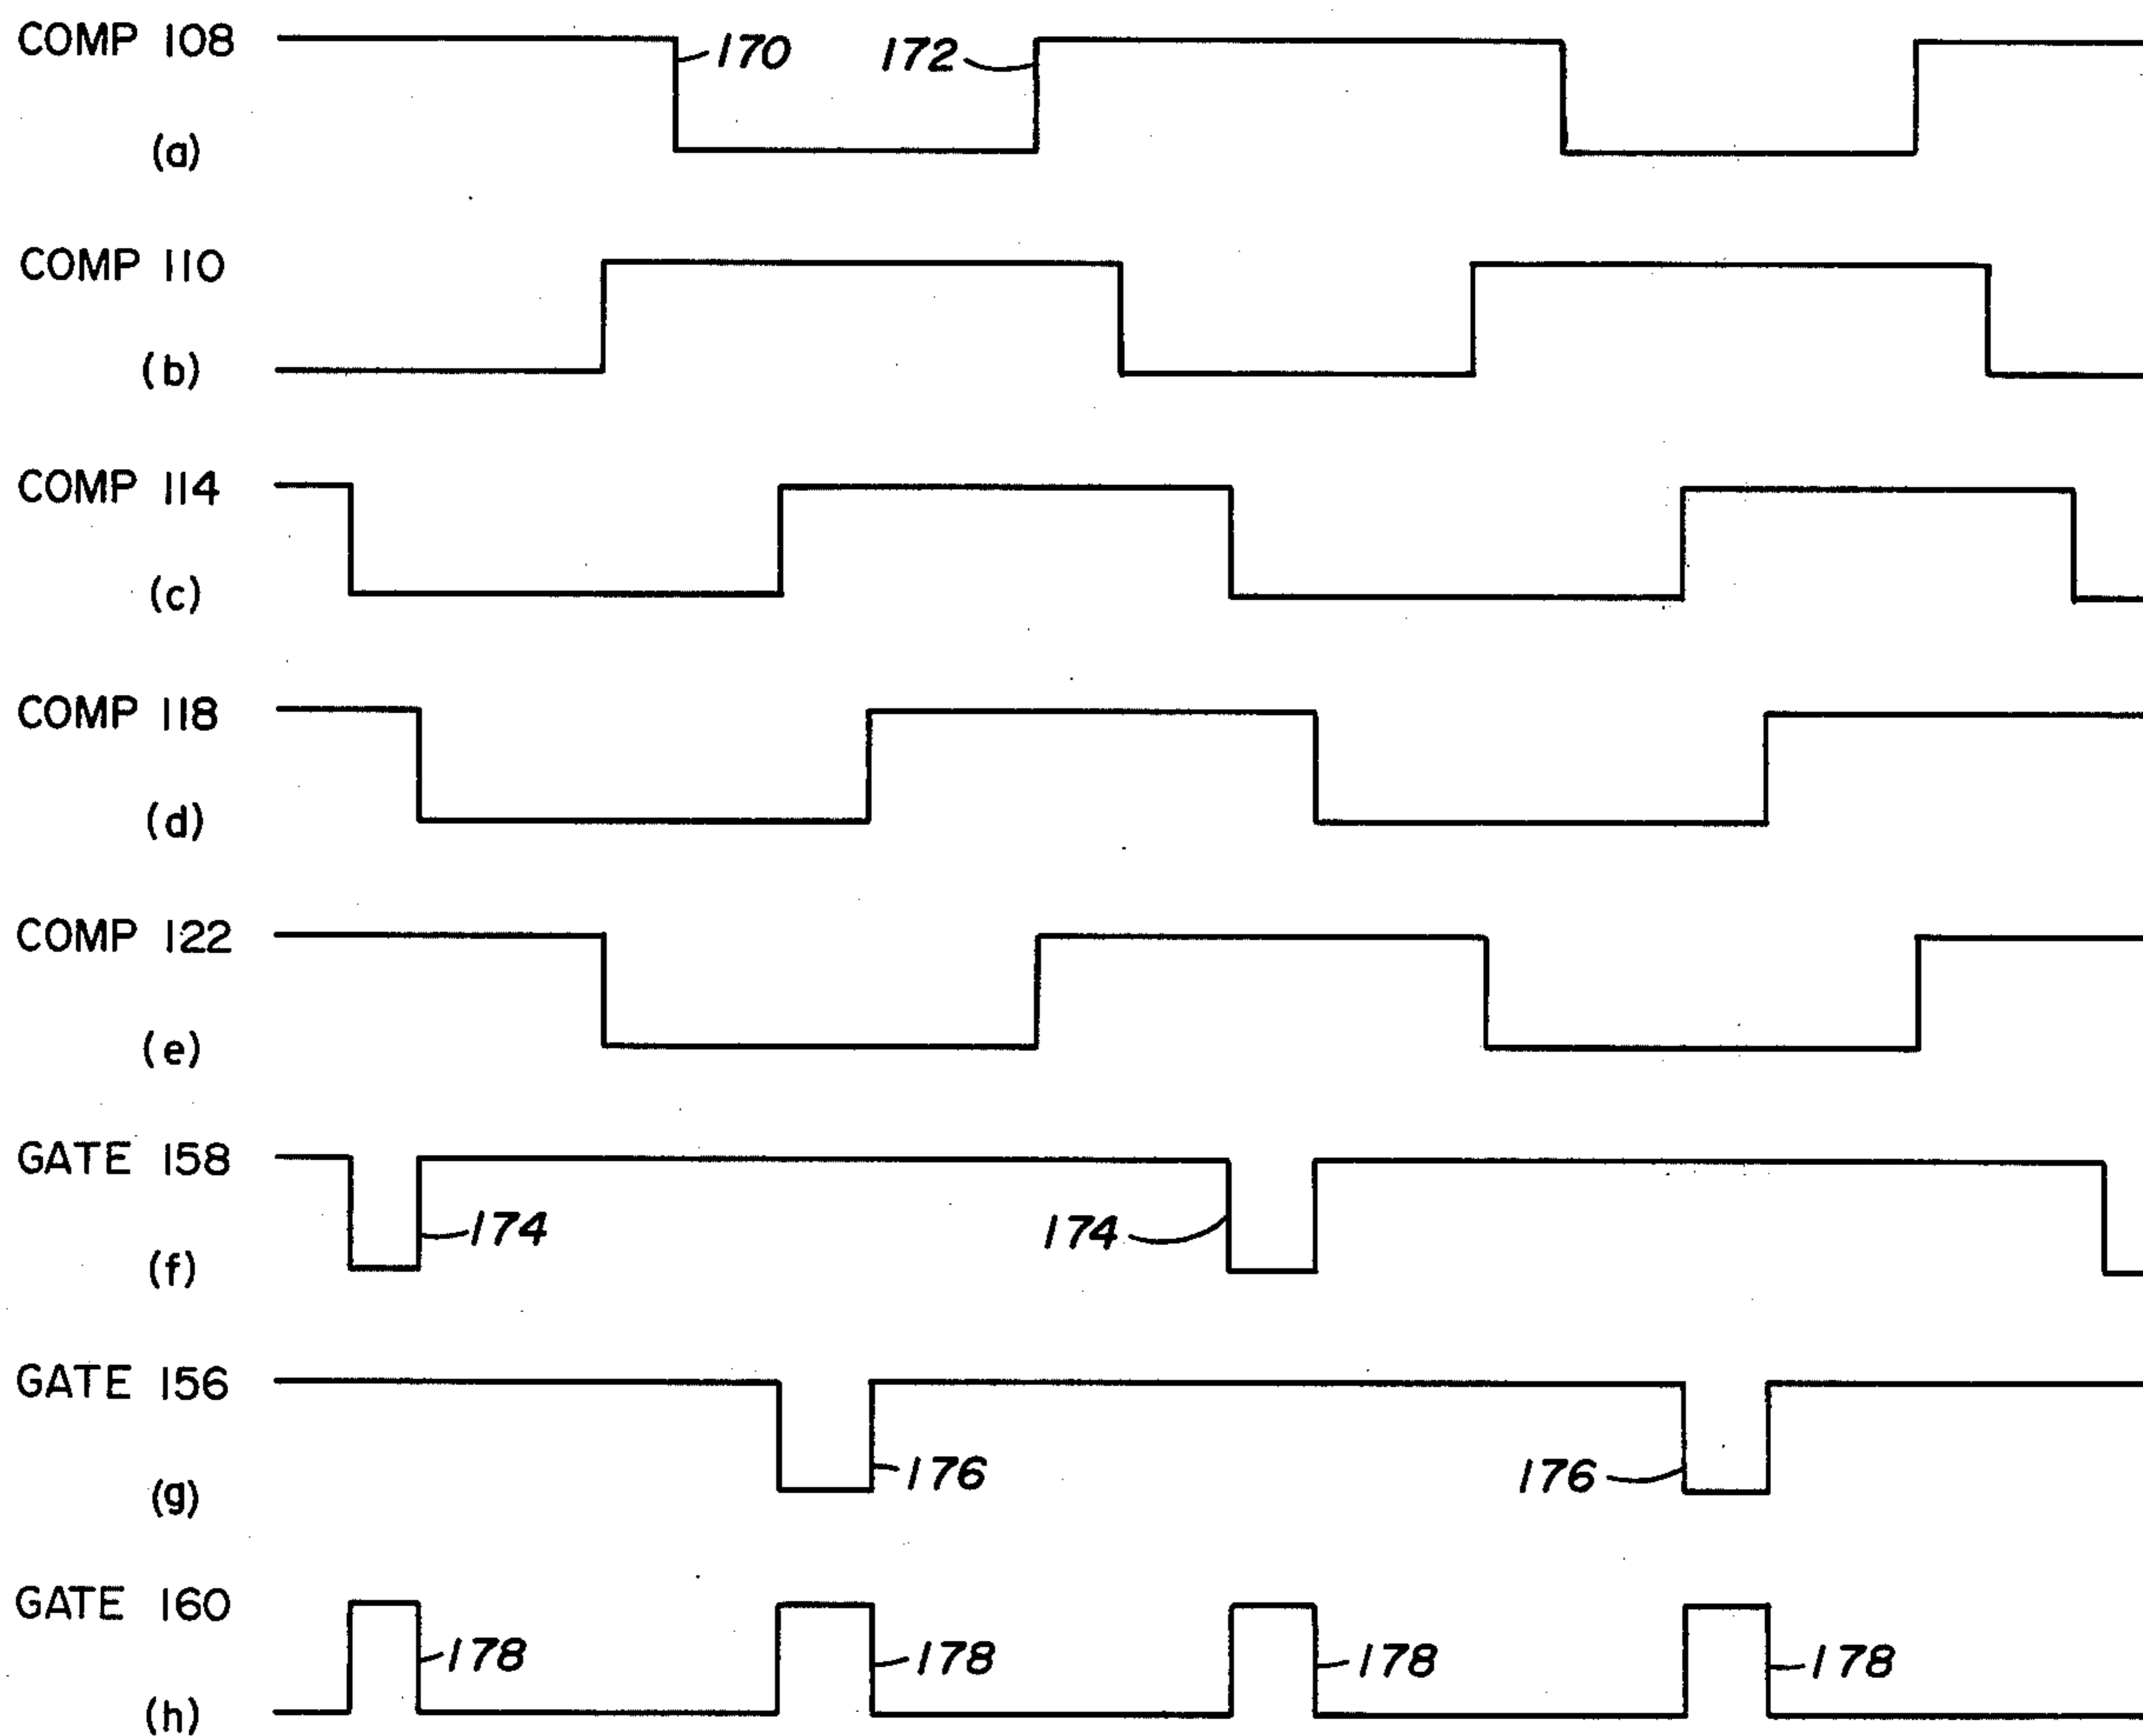 COMP 108
170
172
(a)
COMP 110
(b)
COMP 114
(c)
COMP 118
(d)
COMP 122
(e)
GATE 158
174
174
(f)
GATE 156
176
176
(g)
GATE 160
178
178
178
178
(h)